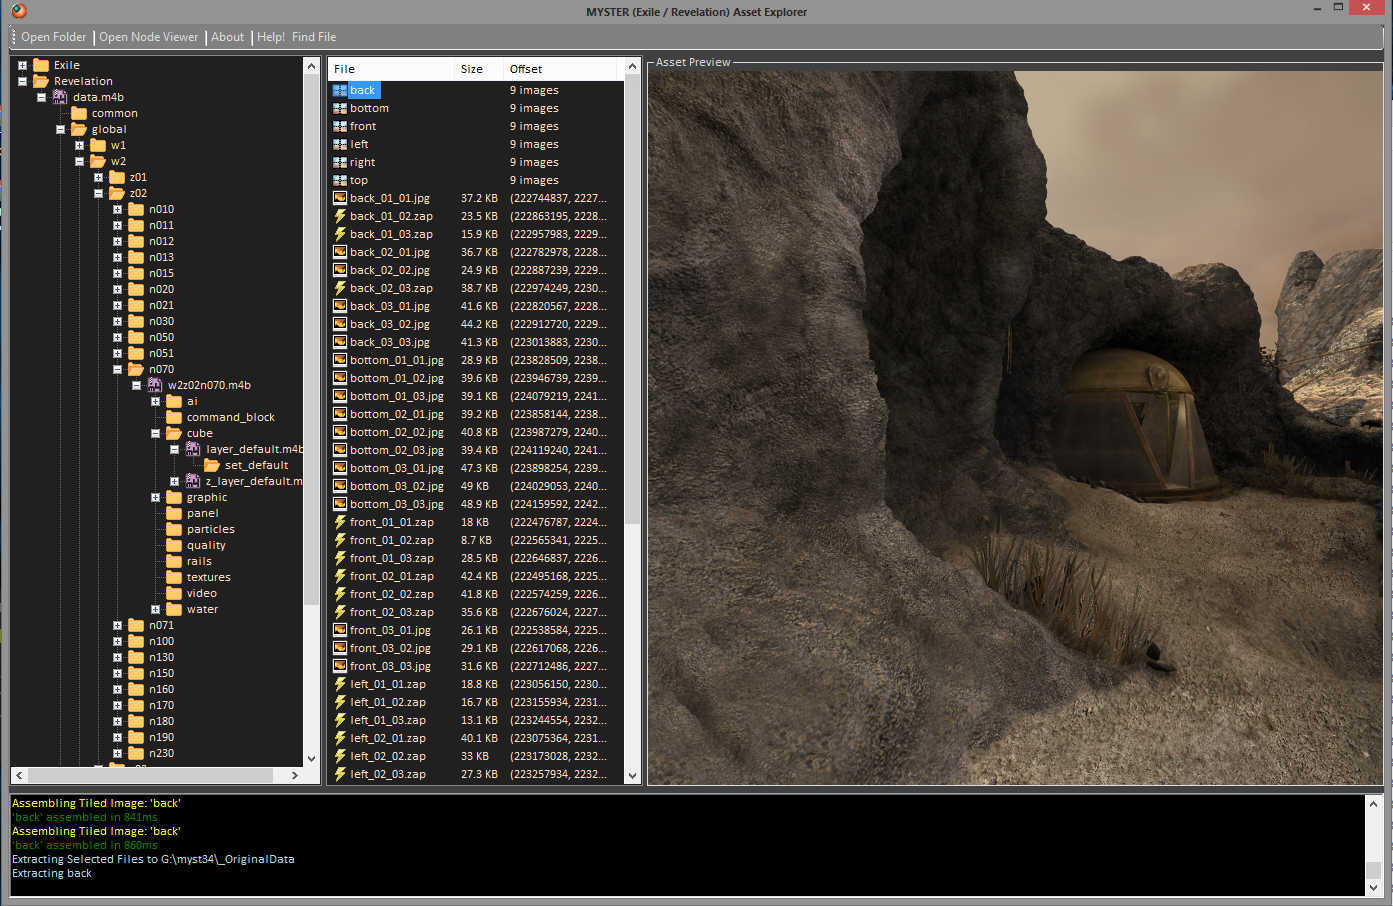 MYSTER (Exile / Revelation) Asset Explorer
Open Folder | Open Node Viewer | About | Help! Find File
Exile
Revelation
data.m4b
common
global
w1
w2
z01
z02
n010
n011
n012
n013
n015
n020
n021
n030
n050
n051
n070
w2z02n070.m4b
ai
command_block
cube
layer_default.m4b
set_default
z_layer_default.m
graphic
panel
particles
quality
rails
textures
video
water
n071
n100
n130
n150
n160
n170
n180
n190
n230
File Size Offset
back 9 images
bottom 9 images
front 9 images
left 9 images
right 9 images
top 9 images
back_01_01.jpg 37.2 KB (222744837, 2227...
back_01_02.zap 23.5 KB (222863195, 2228...
back_01_03.zap 15.9 KB (222957983, 2229...
back_02_01.jpg 36.7 KB (222782978, 2228...
back_02_02.jpg 24.9 KB (222887239, 2229...
back_02_03.zap 38.7 KB (222974249, 2230...
back_03_01.jpg 41.6 KB (222820567, 2228...
back_03_02.jpg 44.2 KB (222912720, 2229...
back_03_03.jpg 41.3 KB (223013883, 2230...
bottom_01_01.jpg 28.9 KB (223828509, 2238...
bottom_01_02.jpg 39.6 KB (223946739, 2239...
bottom_01_03.jpg 39.1 KB (224079219, 2241...
bottom_02_01.jpg 39.2 KB (223858144, 2238...
bottom_02_02.jpg 40.8 KB (223987279, 2240...
bottom_02_03.jpg 39.4 KB (224119240, 2241...
bottom_03_01.jpg 47.3 KB (223898254, 2239...
bottom_03_02.jpg 49 KB (224029053, 2240...
bottom_03_03.jpg 48.9 KB (224159592, 2242...
front_01_01.zap 18 KB (222476787, 2224...
front_01_02.zap 8.7 KB (222565341, 2225...
front_01_03.zap 28.5 KB (222646837, 2226...
front_02_01.zap 42.4 KB (222495168, 2225...
front_02_02.zap 41.8 KB (222574259, 2226...
front_02_03.zap 35.6 KB (222676024, 2227...
front_03_01.jpg 26.1 KB (222538584, 2225...
front_03_02.jpg 29.1 KB (222617068, 2226...
front_03_03.jpg 31.6 KB (222712486, 2227...
left_01_01.zap 18.8 KB (223056150, 2230...
left_01_02.zap 16.7 KB (223155934, 2231...
left_01_03.zap 13.1 KB (223244554, 2232...
left_02_01.zap 40.1 KB (223075364, 2231...
left_02_02.zap 33 KB (223173028, 2232...
left_02_03.zap 27.3 KB (223257934, 2232...
Asset Preview
Assembling Tiled Image: 'back'
'back' assembled in 841ms
Assembling Tiled Image: 'back'
'back' assembled in 860ms
Extracting Selected Files to G:\myst34\_OriginalData
Extracting back